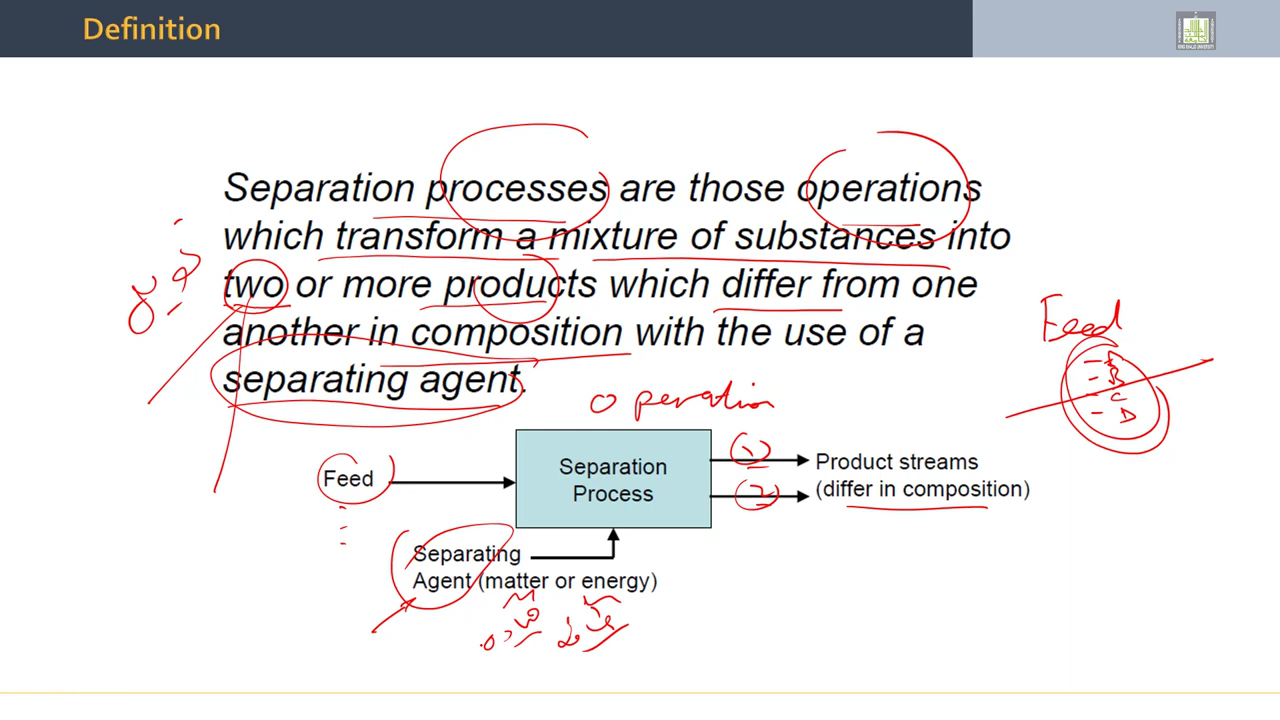 Definition
Separation processes are those operations
which transform a mixture of substances into
two or more products which differ from one
another in composition with the use of a
separating agent.
Feed
A
B
C
D
operation
Feed
Separation
Process
(1)
(2)
Product streams
(differ in composition)
Separating
Agent (matter or energy)